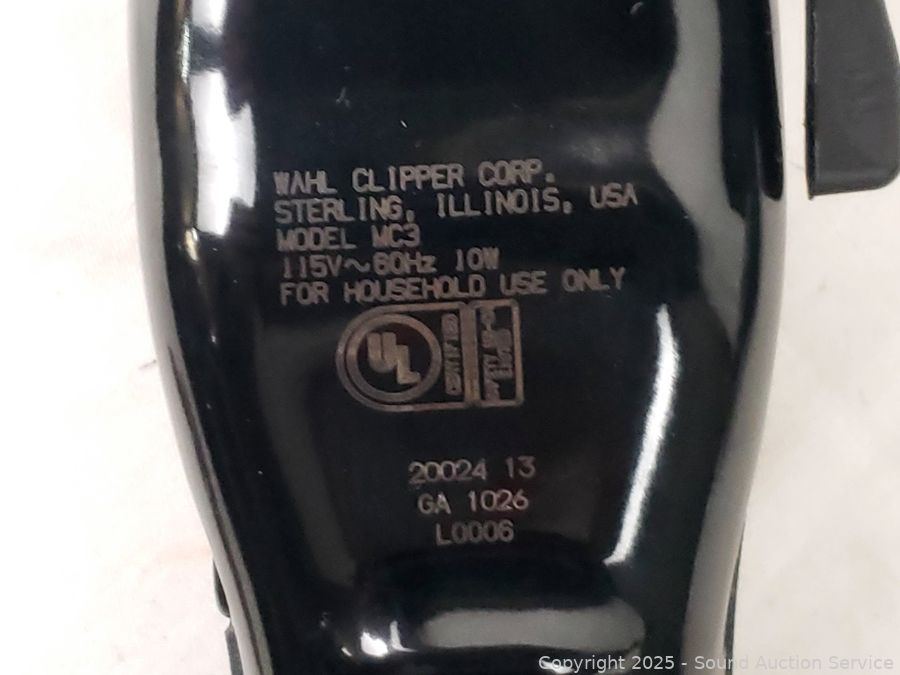 WAHL CLIPPER CORP.
STERLING, ILLINOIS, USA
MODEL MC3
115V~60Hz 10W
FOR HOUSEHOLD USE ONLY
UL
CERTIFIED
20024 13
GA 1026
L0006
Copyright 2025 - Sound Auction Service